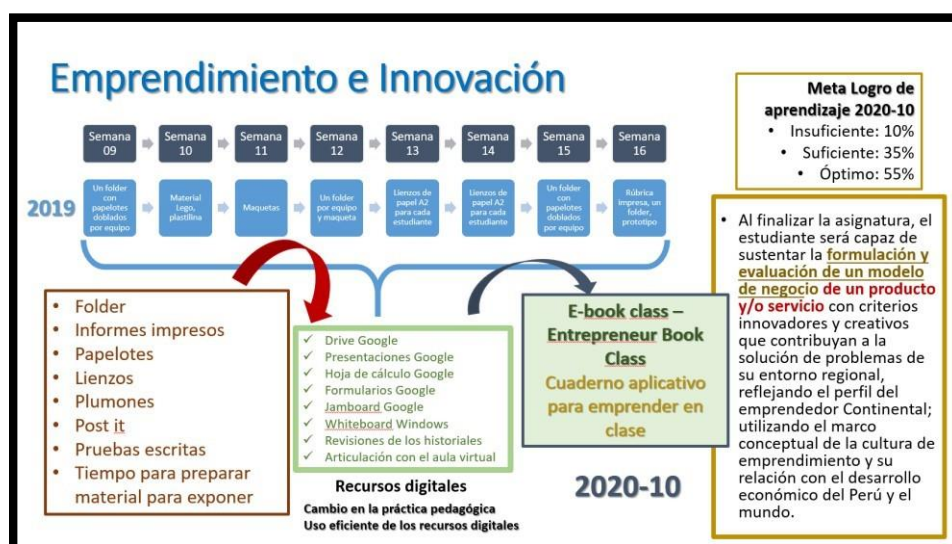 Emprendimiento e Innovación
Meta Logro de
aprendizaje 2020-10
• Insuficiente: 10%
• Suficiente: 35%
• Óptimo: 55%
Semana
09
Semana
10
Semana
11
Semana
12
Semana
13
Semana
14
Semana
15
Semana
16
2019
Un folder
con
papelotes
doblados
por equipo
Material
Lego,
plastilina
Maquetas
Un folder
por equipo
y maqueta
Lienzos de
papel A2
para cada
estudiante
Lienzos de
papel A2
para cada
estudiante
Un folder
con
papelotes
doblados
por equipo
Rúbrica
impresa, un
folder,
prototipo
• Folder
• Informes impresos
• Papelotes
• Lienzos
• Plumones
• Post it
• Pruebas escritas
• Tiempo para preparar
material para exponer
✓ Drive Google
✓ Presentaciones Google
✓ Hoja de cálculo Google
✓ Formularios Google
✓ Jamboard Google
✓ Whiteboard Windows
✓ Revisiones de los historiales
✓ Articulación con el aula virtual
Recursos digitales
Cambio en la práctica pedagógica
Uso eficiente de los recursos digitales
E-book class –
Entrepreneur Book
Class
Cuaderno aplicativo
para emprender en
clase
2020-10
• Al finalizar la asignatura, el
estudiante será capaz de
sustentar la formulación y
evaluación de un modelo
de negocio de un producto
y/o servicio con criterios
innovadores y creativos
que contribuyan a la
solución de problemas de
su entorno regional,
reflejando el perfil del
emprendedor Continental;
utilizando el marco
conceptual de la cultura de
emprendimiento y su
relación con el desarrollo
económico del Perú y el
mundo.